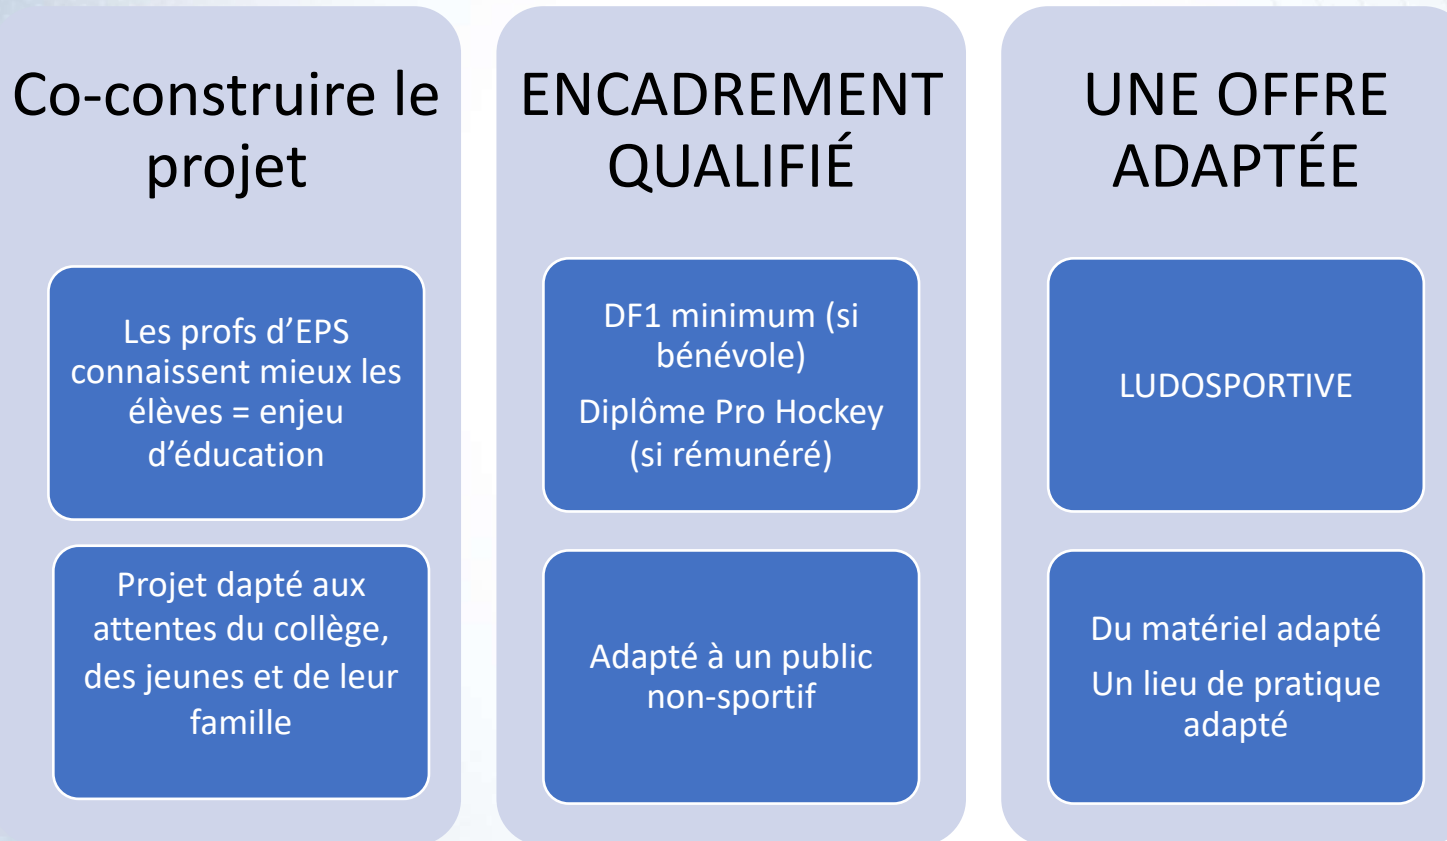 Co-construire le
projet
Les profs d’EPS
connaissent mieux les
élèves = enjeu
d’éducation
Projet dapté aux
attentes du collège,
des jeunes et de leur
famille
ENCADREMENT
QUALIFIÉ
DF1 minimum (si
bénévole)
Diplôme Pro Hockey
(si rémunéré)
Adapté à un public
non-sportif
UNE OFFRE
ADAPTÉE
LUDOSPORTIVE
Du matériel adapté
Un lieu de pratique
adapté